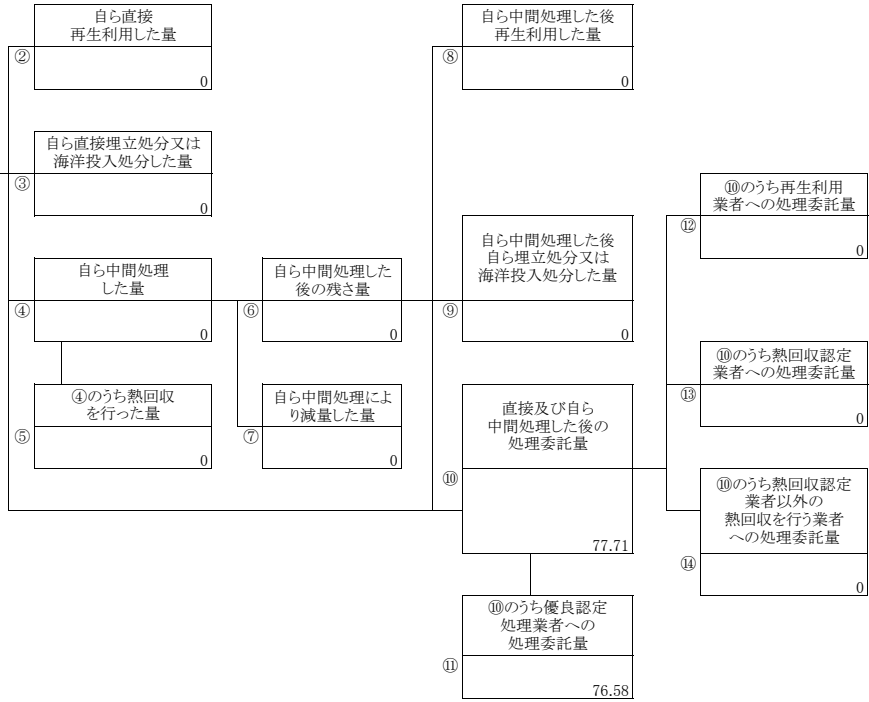 自ら直接
再生利用した量
②
0
自ら直接埋立処分又は
海洋投入処分した量
③
0
自ら中間処理
した量
④
0
④のうち熱回収
を行った量
⑤
0
自ら中間処理した
後の残さ量
⑥
0
自ら中間処理によ
り減量した量
⑦
0
自ら中間処理した後
再生利用した量
⑧
0
自ら中間処理した後
自ら埋立処分又は
海洋投入処分した量
⑨
0
直接及び自ら
中間処理した後の
処理委託量
⑩
77.71
⑩のうち優良認定
処理業者への
処理委託量
⑪
76.58
⑩のうち再生利用
業者への処理委託量
⑫
0
⑩のうち熱回収認定
業者への処理委託量
⑬
0
⑩のうち熱回収認定
業者以外の
熱回収を行う業者
への処理委託量
⑭
0